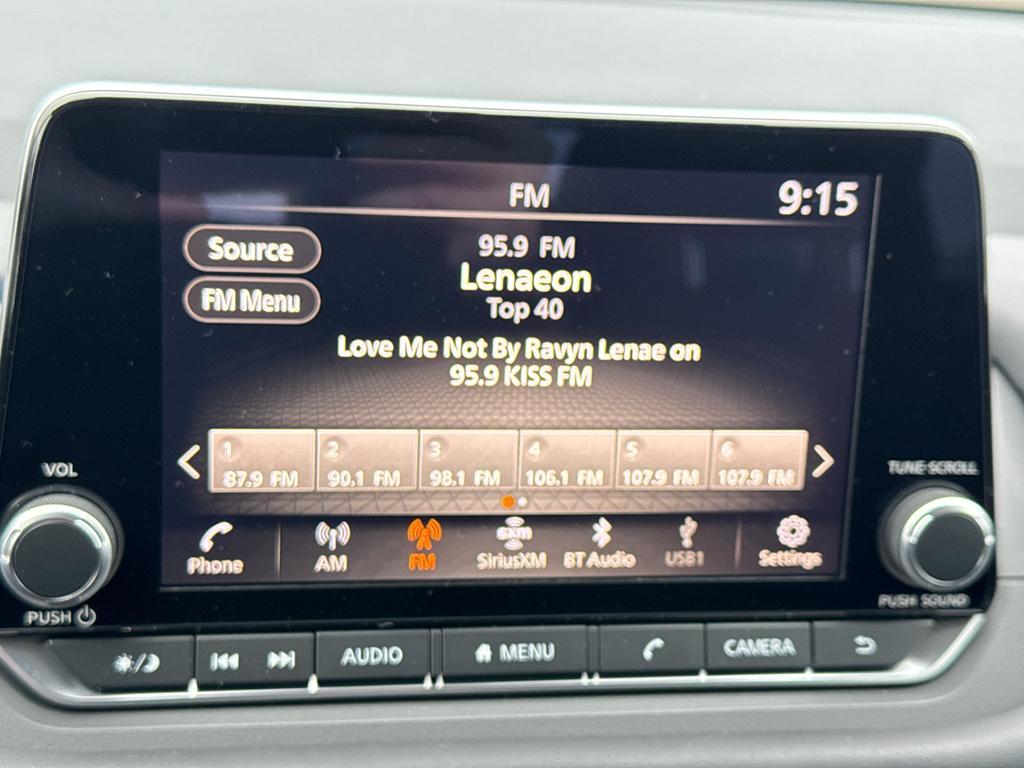 FM
9:15
Source
95.9 FM
FM Menu
Lenaeon
Top 40
Love Me Not By Ravyn Lenae on
95.9 KISS FM
1 2 3 4 5 6
87.9 FM 90.1 FM 98.1 FM 106.1 FM 107.9 FM 107.9 FM
VOL
TUNE·SCROLL
sxm
Phone AM FM SiriusXM BT Audio USB1 Settings
PUSH
PUSH SOUND
AUDIO MENU CAMERA